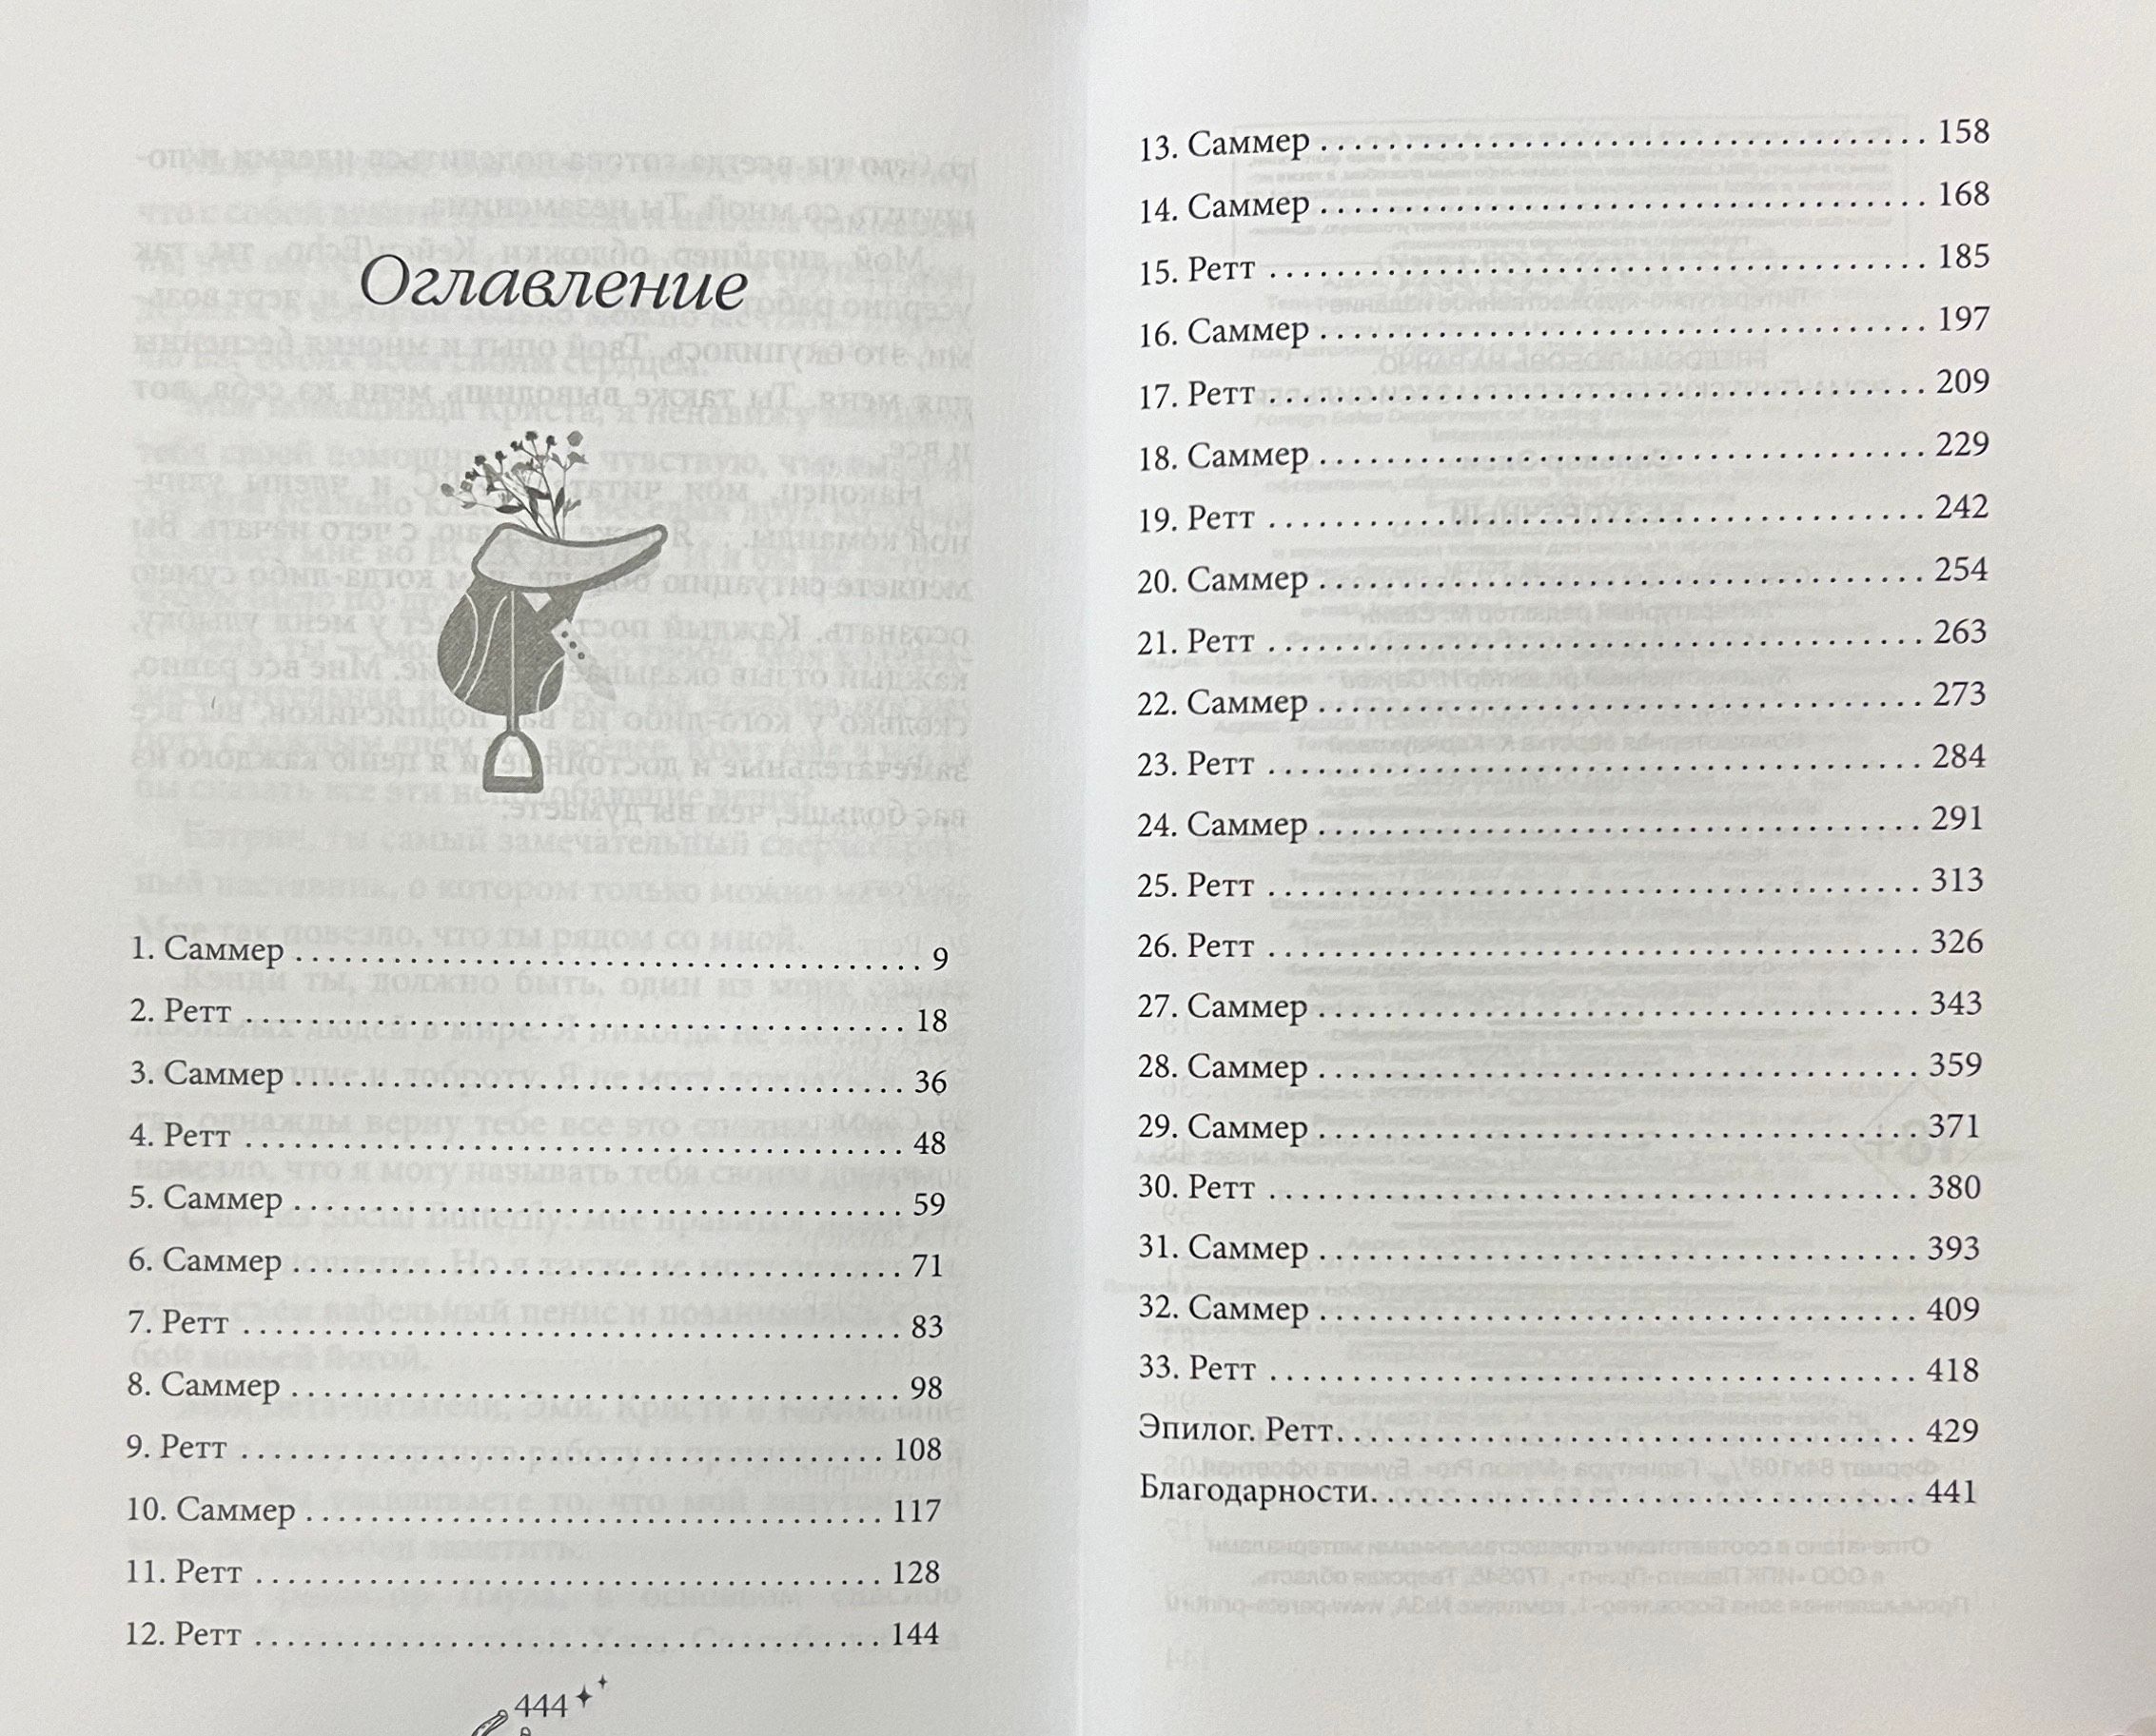 Оглавление
1. Саммер ........................................ 9
2. Ретт ........................................ 18
3. Саммер ........................................ 36
4. Ретт ........................................ 48
5. Саммер ........................................ 59
6. Саммер ........................................ 71
7. Ретт ........................................ 83
8. Саммер ........................................ 98
9. Ретт ........................................ 108
10. Саммер ........................................ 117
11. Ретт ........................................ 128
12. Ретт ........................................ 144
444
13. Саммер ........................................ 158
14. Саммер ........................................ 168
15. Ретт ........................................ 185
16. Саммер ........................................ 197
17. Ретт ........................................ 209
18. Саммер ........................................ 229
19. Ретт ........................................ 242
20. Саммер ........................................ 254
21. Ретт ........................................ 263
22. Саммер ........................................ 273
23. Ретт ........................................ 284
24. Саммер ........................................ 291
25. Ретт ........................................ 313
26. Ретт ........................................ 326
27. Саммер ........................................ 343
28. Саммер ........................................ 359
29. Саммер ........................................ 371
30. Ретт ........................................ 380
31. Саммер ........................................ 393
32. Саммер ........................................ 409
33. Ретт ........................................ 418
Эпилог. Ретт ........................................ 429
Благодарности ........................................ 441